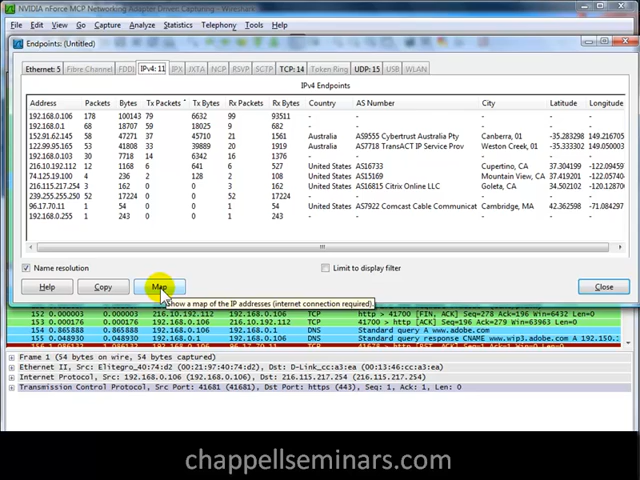 NVIDIA nForce MCP Networking Adapter Driver: Capturing - Wireshark
File Edit View Go Capture Analyze Statistics Telephony Tools Help
Endpoints: (Untitled)
Ethernet: 5 Fibre Channel FDDI IPv4: 11 IPX JXTA NCP RSVP SCTP TCP: 14 Token Ring UDP: 15 USB WLAN
IPv4 Endpoints
Address Packets Bytes Tx Packets Tx Bytes Rx Packets Rx Bytes Country AS Number City Latitude Longitude
192.168.0.106 178 100143 79 6632 99 93511 - - - - -
192.168.0.1 68 18707 59 18025 9 682 - - - - -
152.91.62.145 58 47231 37 45710 21 1521 Australia AS9555 Cybertrust Australia Pty Canberra, 01 -35.283298 149.216705
122.99.95.165 53 41808 33 39889 20 1919 Australia AS7718 TransACT IP Service Prov Weston Creek, 01 -35.333302 149.050003
192.168.0.103 30 7718 14 6342 16 1376 - - - - -
216.10.192.112 12 1168 6 641 6 527 United States AS16733 Cupertino, CA 37.304199 -122.09459
74.125.19.100 4 236 2 128 2 108 United States AS15169 Mountain View, CA 37.419201 -122.05740
216.115.217.254 3 162 0 0 3 162 United States AS16815 Citrix Online LLC Goleta, CA 34.502102 -120.12870
239.255.255.250 52 17224 0 0 52 17224 - - - - -
96.17.70.11 1 54 0 0 1 54 United States AS7922 Comcast Cable Communicat Cambridge, MA 42.362598 -71.084297
192.168.0.255 1 243 0 0 1 243 - - - - -
Name resolution Limit to display filter
Help Copy Map Close
Show a map of the IP addresses (internet connection required).
152 0.000003 216.10.192.112 192.168.0.106 TCP http > 41700 [FIN, ACK] Seq=278 Ack=196 Win=6432 Len=0
153 0.000041 192.168.0.106 216.10.192.112 TCP 41700 > http [ACK] Seq=196 Ack=279 Win=63963 Len=0
154 0.048930 192.168.0.106 192.168.0.1 DNS Standard query A www.adobe.com
155 0.048930 192.168.0.1 192.168.0.106 DNS Standard query response CNAME www.wip3.adobe.com A 192.150.1
Frame 1 (54 bytes on wire, 54 bytes captured)
Ethernet II, Src: Elitegro_40:74:d2 (00:21:97:40:74:d2), Dst: D-Link_cc:a3:ea (00:13:46:cc:a3:ea)
Internet Protocol, Src: 192.168.0.106 (192.168.0.106), Dst: 216.115.217.254 (216.115.217.254)
Transmission Control Protocol, Src Port: 41681 (41681), Dst Port: https (443), Seq: 1, Ack: 1, Len: 0
chappellseminars.com